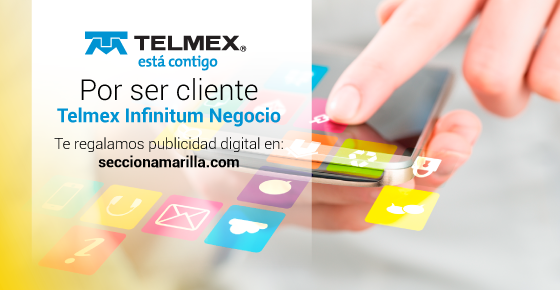 TELMEX®
está contigo
Por ser cliente
Telmex Infinitum Negocio
Te regalamos publicidad digital en:
seccionamarilla.com